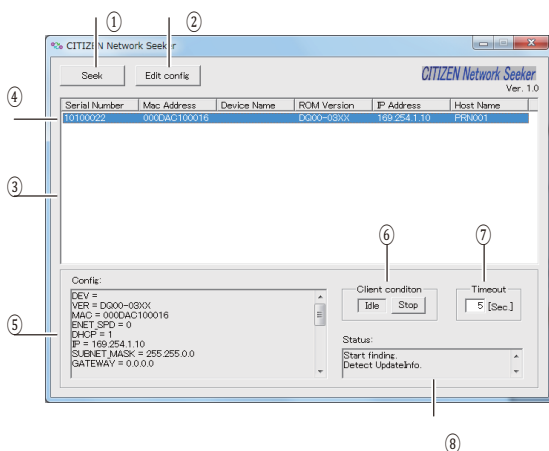 ① ②
CITIZEN Network Seeker
Seek Edit config CITIZEN Network Seeker
Ver. 1.0
④
Serial Number Mac Address Device Name ROM Version IP Address Host Name
10100022 000DAC100016 DQ00-03XX 169.254.1.10 PRN001
③
⑥ ⑦
Config:
Client conditon Timeout
DEV =
VER = DQ00-03XX
Idle Stop 5 [Sec.]
MAC = 000DAC100016
ENET_SPD = 0
⑤
DHCP = 1
IP = 169.254.1.10
SUBNET_MASK = 255.255.0.0
GATEWAY = 0.0.0.0
Status:
Start finding.
Detect UpdateInfo.
⑧